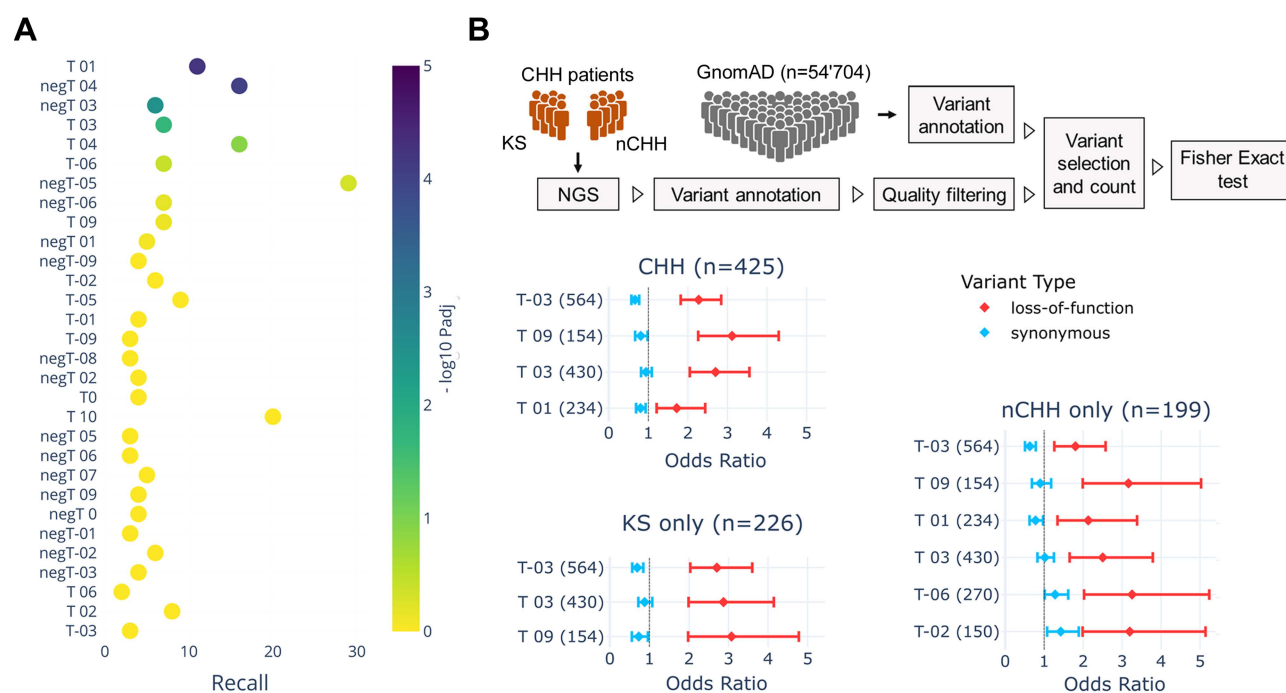 A
T 01
negT 04
negT 03
T 03
T 04
T-06
negT-05
negT-06
T 09
negT 01
negT-09
T-02
T-05
T-01
T-09
negT-08
negT 02
T0
T 10
negT 05
negT 06
negT 07
negT 09
negT 0
negT-01
negT-02
negT-03
T 06
T 02
T-03
0 10 20 30
Recall
5
4
3
2
1
0
- log10 Padj
B
CHH patients
KS
nCHH
GnomAD (n=54'704)
Variant
annotation
NGS
Variant annotation
Quality filtering
Variant
selection
and count
Fisher Exact
test
CHH (n=425)
T-03 (564)
T 09 (154)
T 03 (430)
T 01 (234)
0 1 2 3 4 5
Odds Ratio
Variant Type
loss-of-function
synonymous
KS only (n=226)
T-03 (564)
T 03 (430)
T 09 (154)
0 1 2 3 4 5
Odds Ratio
nCHH only (n=199)
T-03 (564)
T 09 (154)
T 01 (234)
T 03 (430)
T-06 (270)
T-02 (150)
0 1 2 3 4 5
Odds Ratio